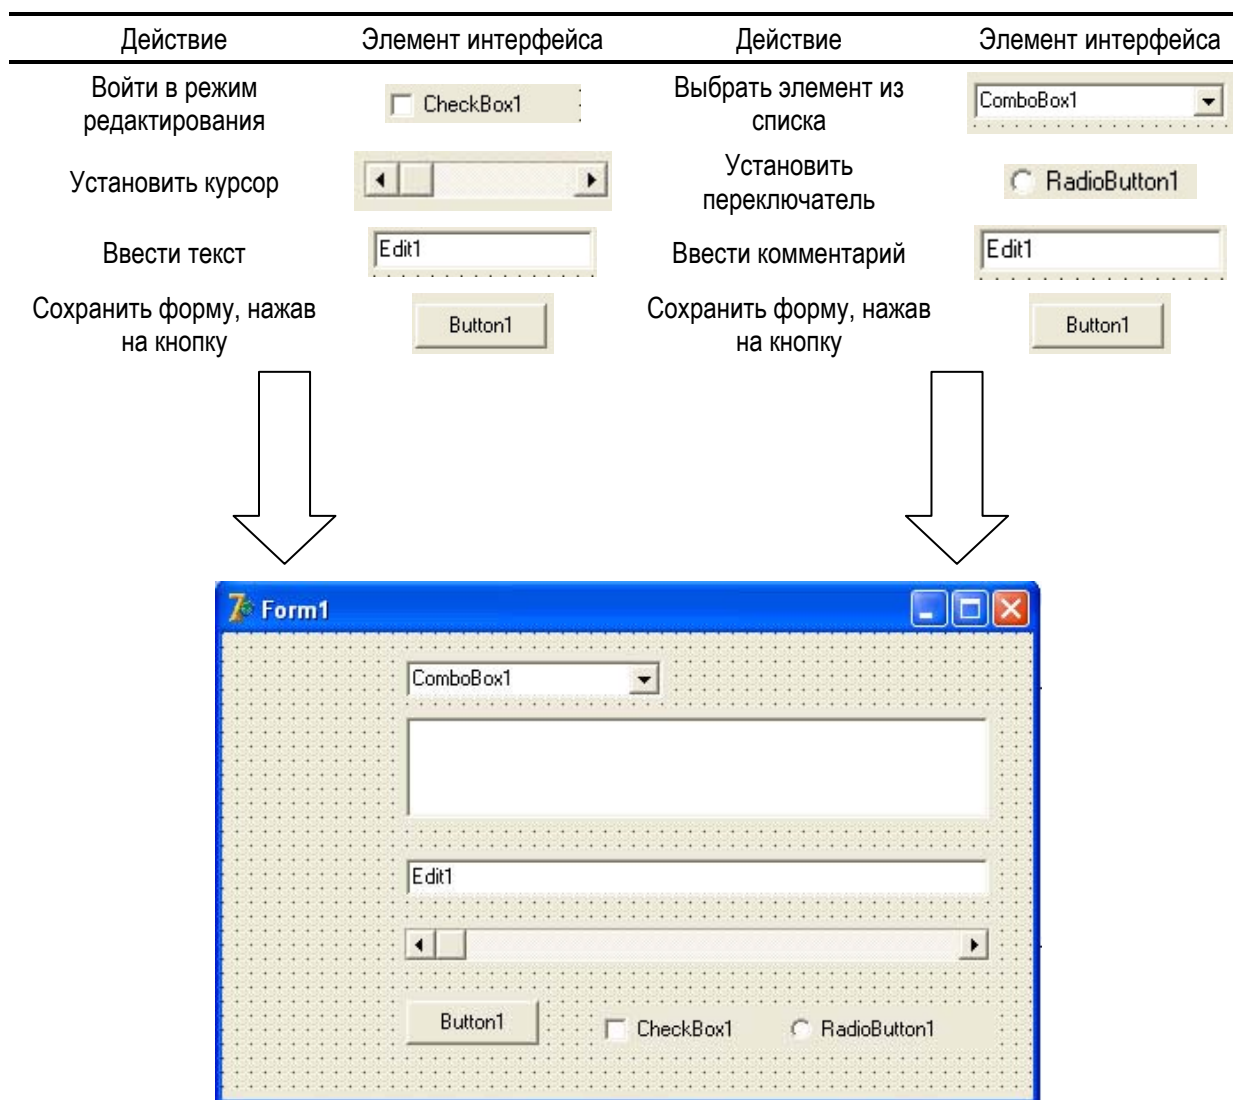 Действие Элемент интерфейса Действие Элемент интерфейса
Войти в режим
редактирования
CheckBox1
Выбрать элемент из
списка
ComboBox1
Установить курсор
Установить
переключатель
RadioButton1
Ввести текст
Edit1
Ввести комментарий
Edit1
Сохранить форму, нажав
на кнопку
Button1
Сохранить форму, нажав
на кнопку
Button1
Form1
ComboBox1
Edit1
Button1 CheckBox1 RadioButton1